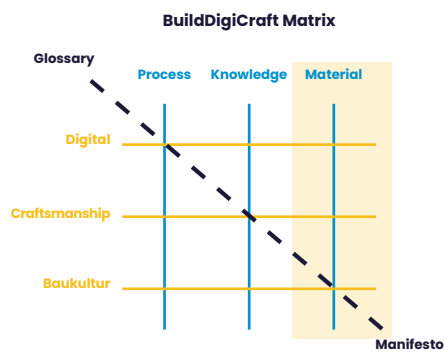 BuildDigiCraft Matrix
Glossary
Process Knowledge Material
Digital
Craftsmanship
Baukultur
Manifesto